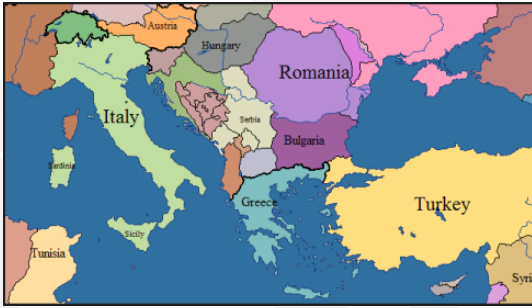 Austria
Hungary
Romania
Italy
Serbia
Bulgaria
Sardinia
Greece
Turkey
Sicily
Tunisia
Syri